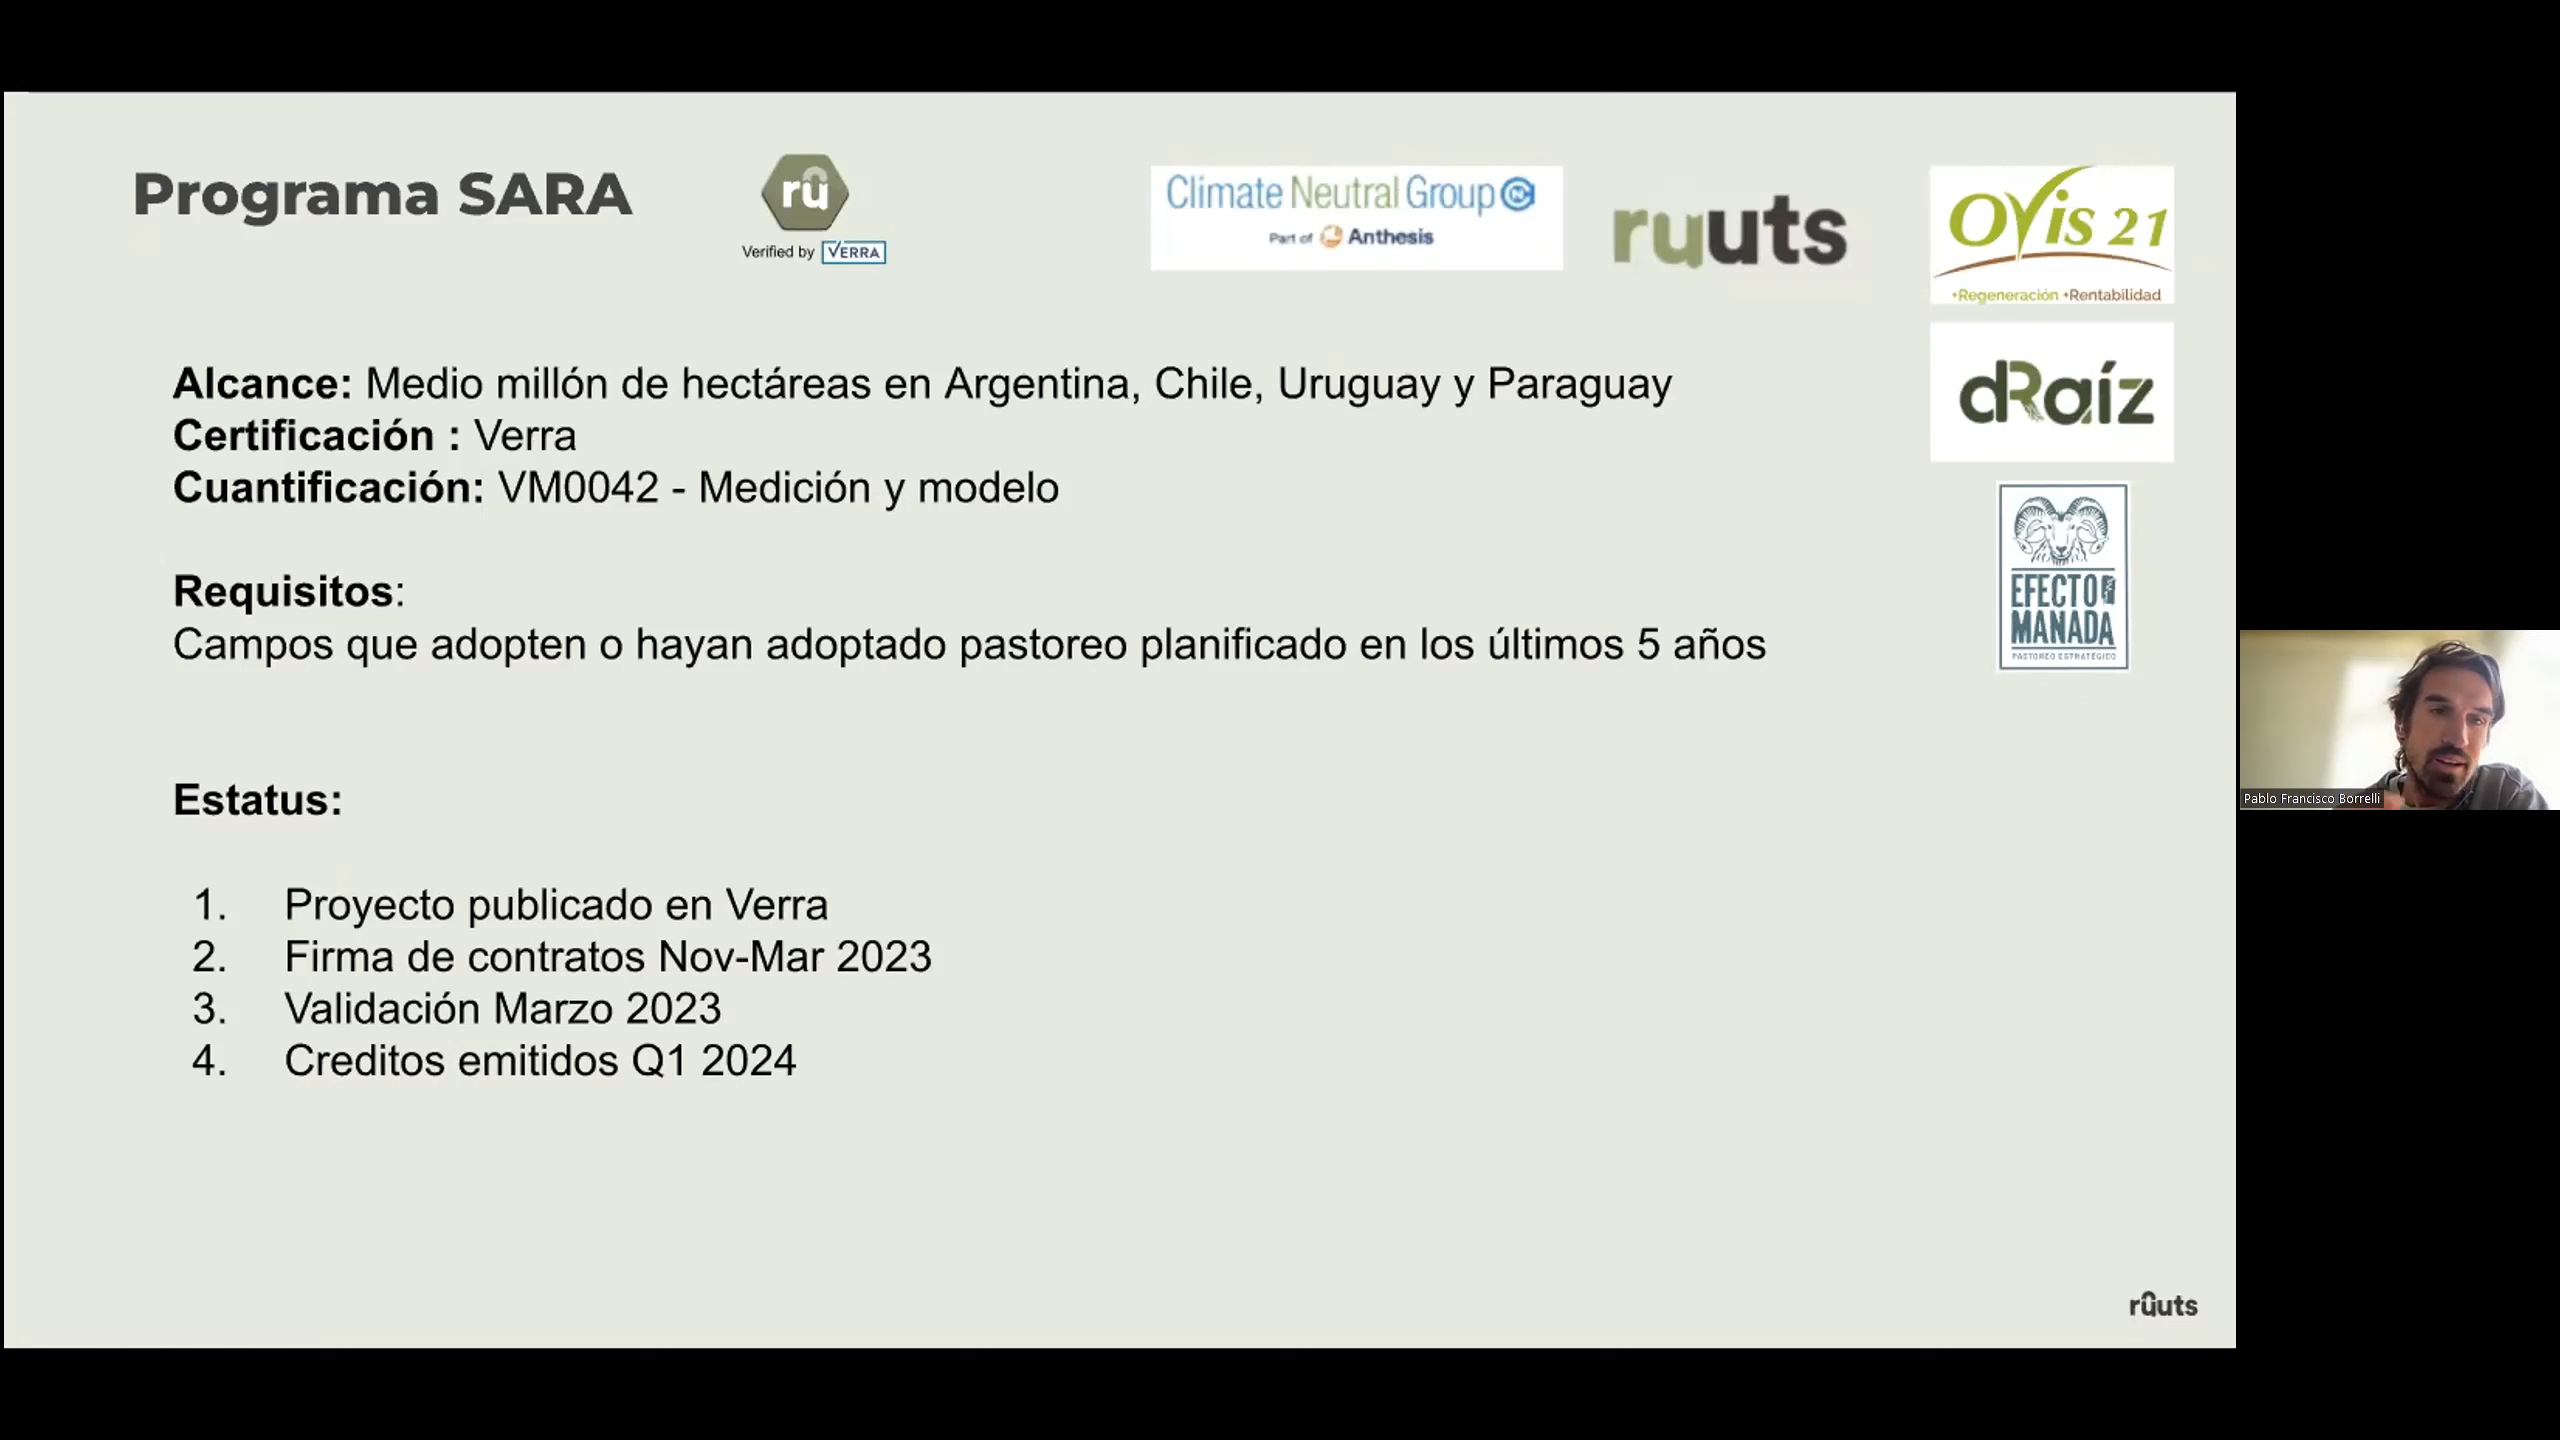 Programa SARA
rû
Verified by VERRA
Climate Neutral Group
Part of Anthesis
ruuts
OVis 21
+Regeneración +Rentabilidad
dRaíz
EFECTO
MANADA
PASTOREO ESTRATÉGICO
Alcance: Medio millón de hectáreas en Argentina, Chile, Uruguay y Paraguay
Certificación : Verra
Cuantificación: VM0042 - Medición y modelo
Requisitos:
Campos que adopten o hayan adoptado pastoreo planificado en los últimos 5 años
Estatus:
1. Proyecto publicado en Verra
2. Firma de contratos Nov-Mar 2023
3. Validación Marzo 2023
4. Creditos emitidos Q1 2024
rûuts
Pablo Francisco Borrelli